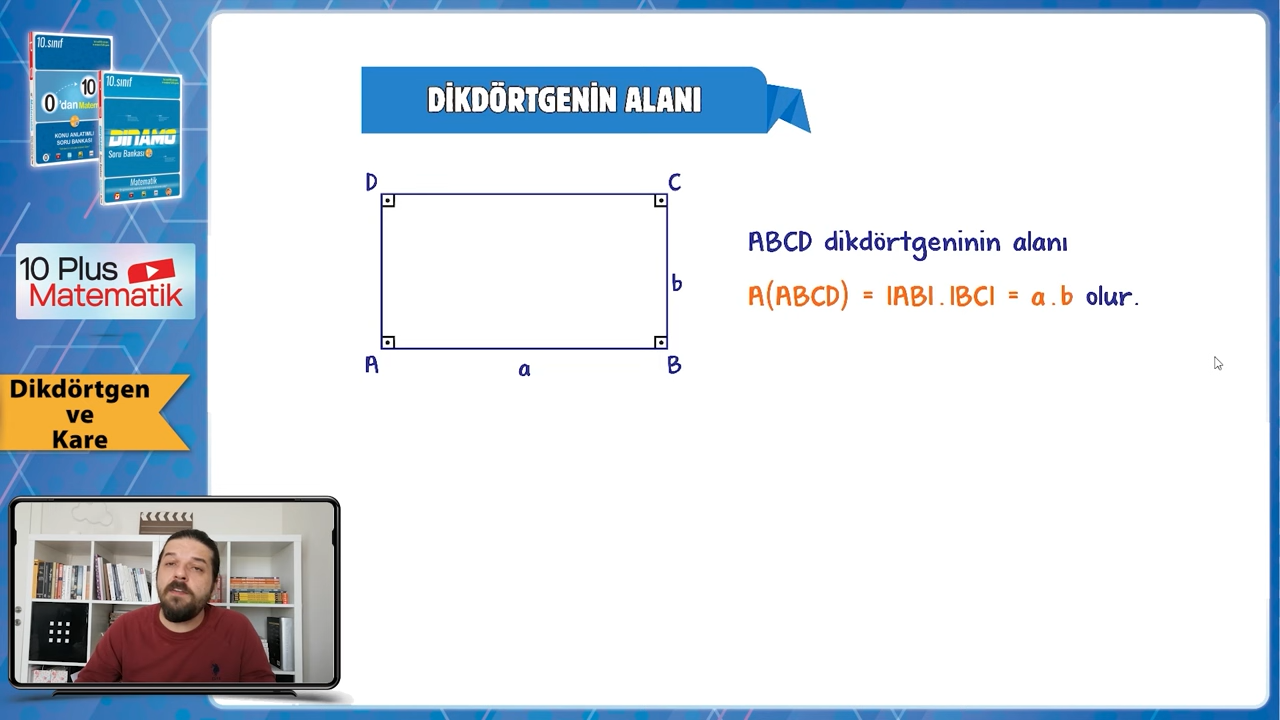 10.sınıf
0'dan 10
KONU ANLATIMLI
SORU BANKASI
10.sınıf
DİNAMO
Soru Bankası
Matematik
10 Plus
Matematik
Dikdörtgen
ve
Kare
DİKDÖRTGENİN ALANI
D
C
b
A
a
B
ABCD dikdörtgeninin alanı
A(ABCD) = |AB| . |BC| = a . b olur.